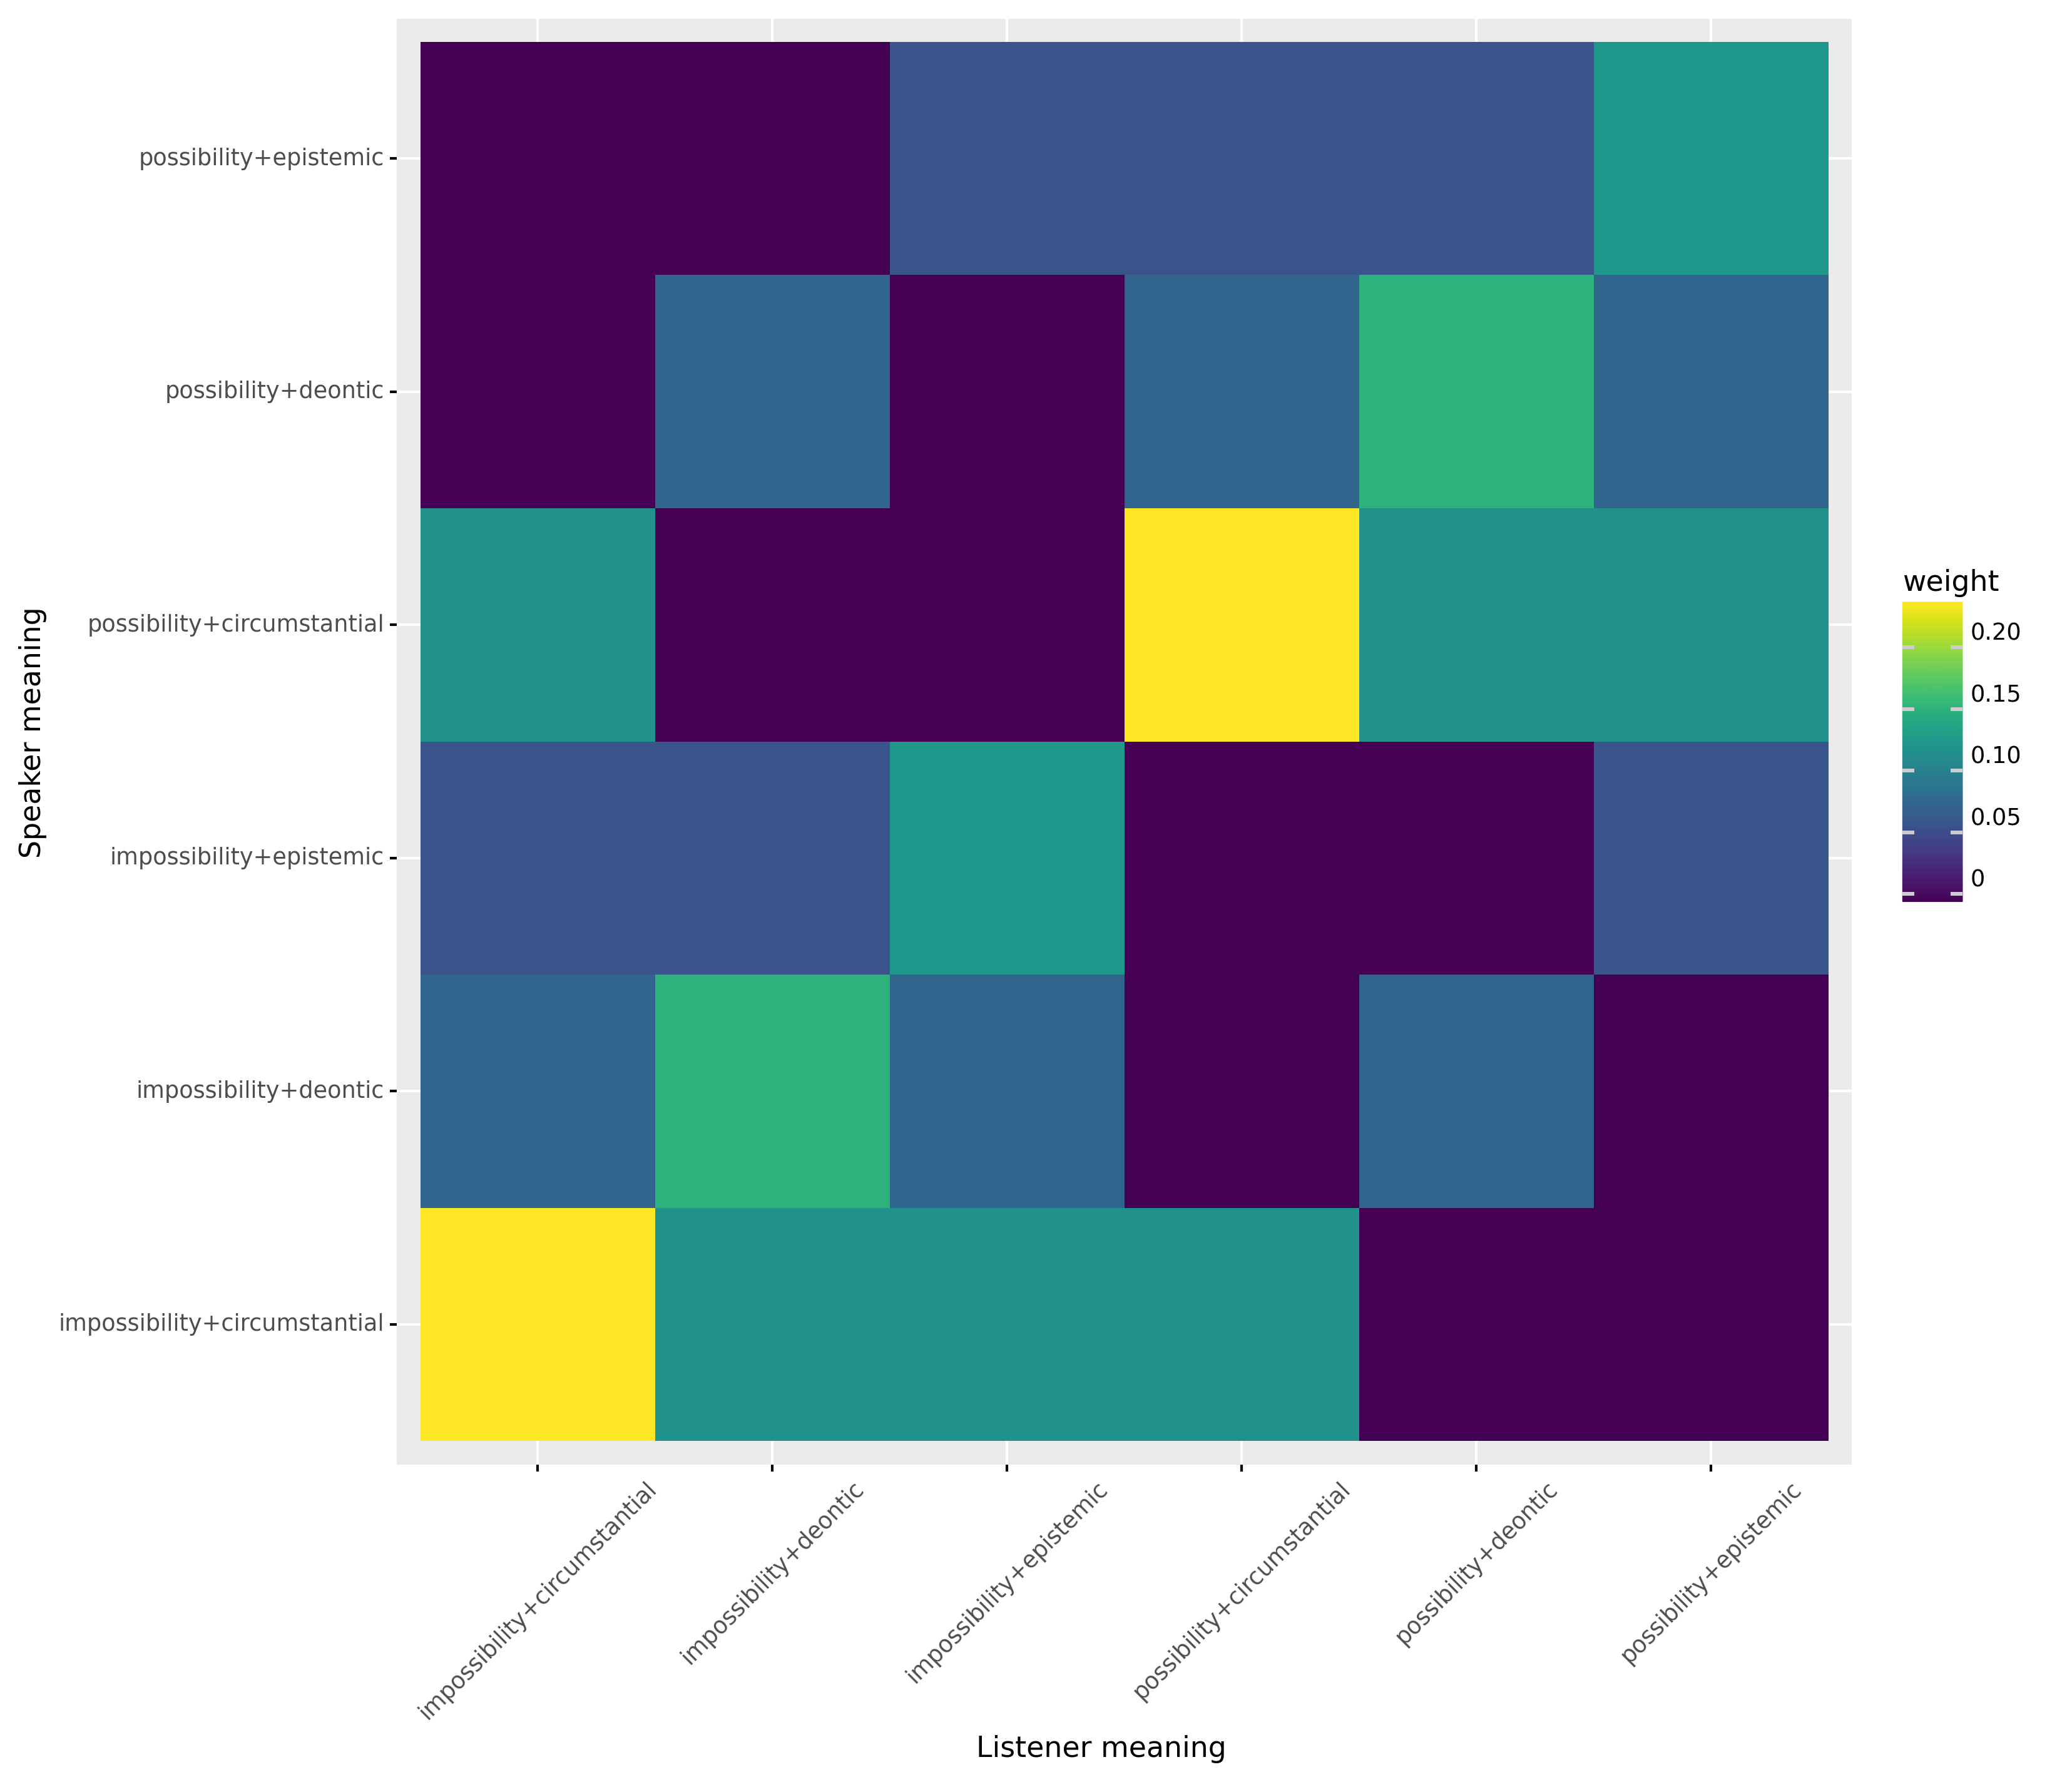 possibility+epistemic
possibility+deontic
possibility+circumstantial
impossibility+epistemic
impossibility+deontic
impossibility+circumstantial
Speaker meaning
impossibility+circumstantial
impossibility+deontic
impossibility+epistemic
possibility+circumstantial
possibility+deontic
possibility+epistemic
Listener meaning
weight
0.20
0.15
0.10
0.05
0